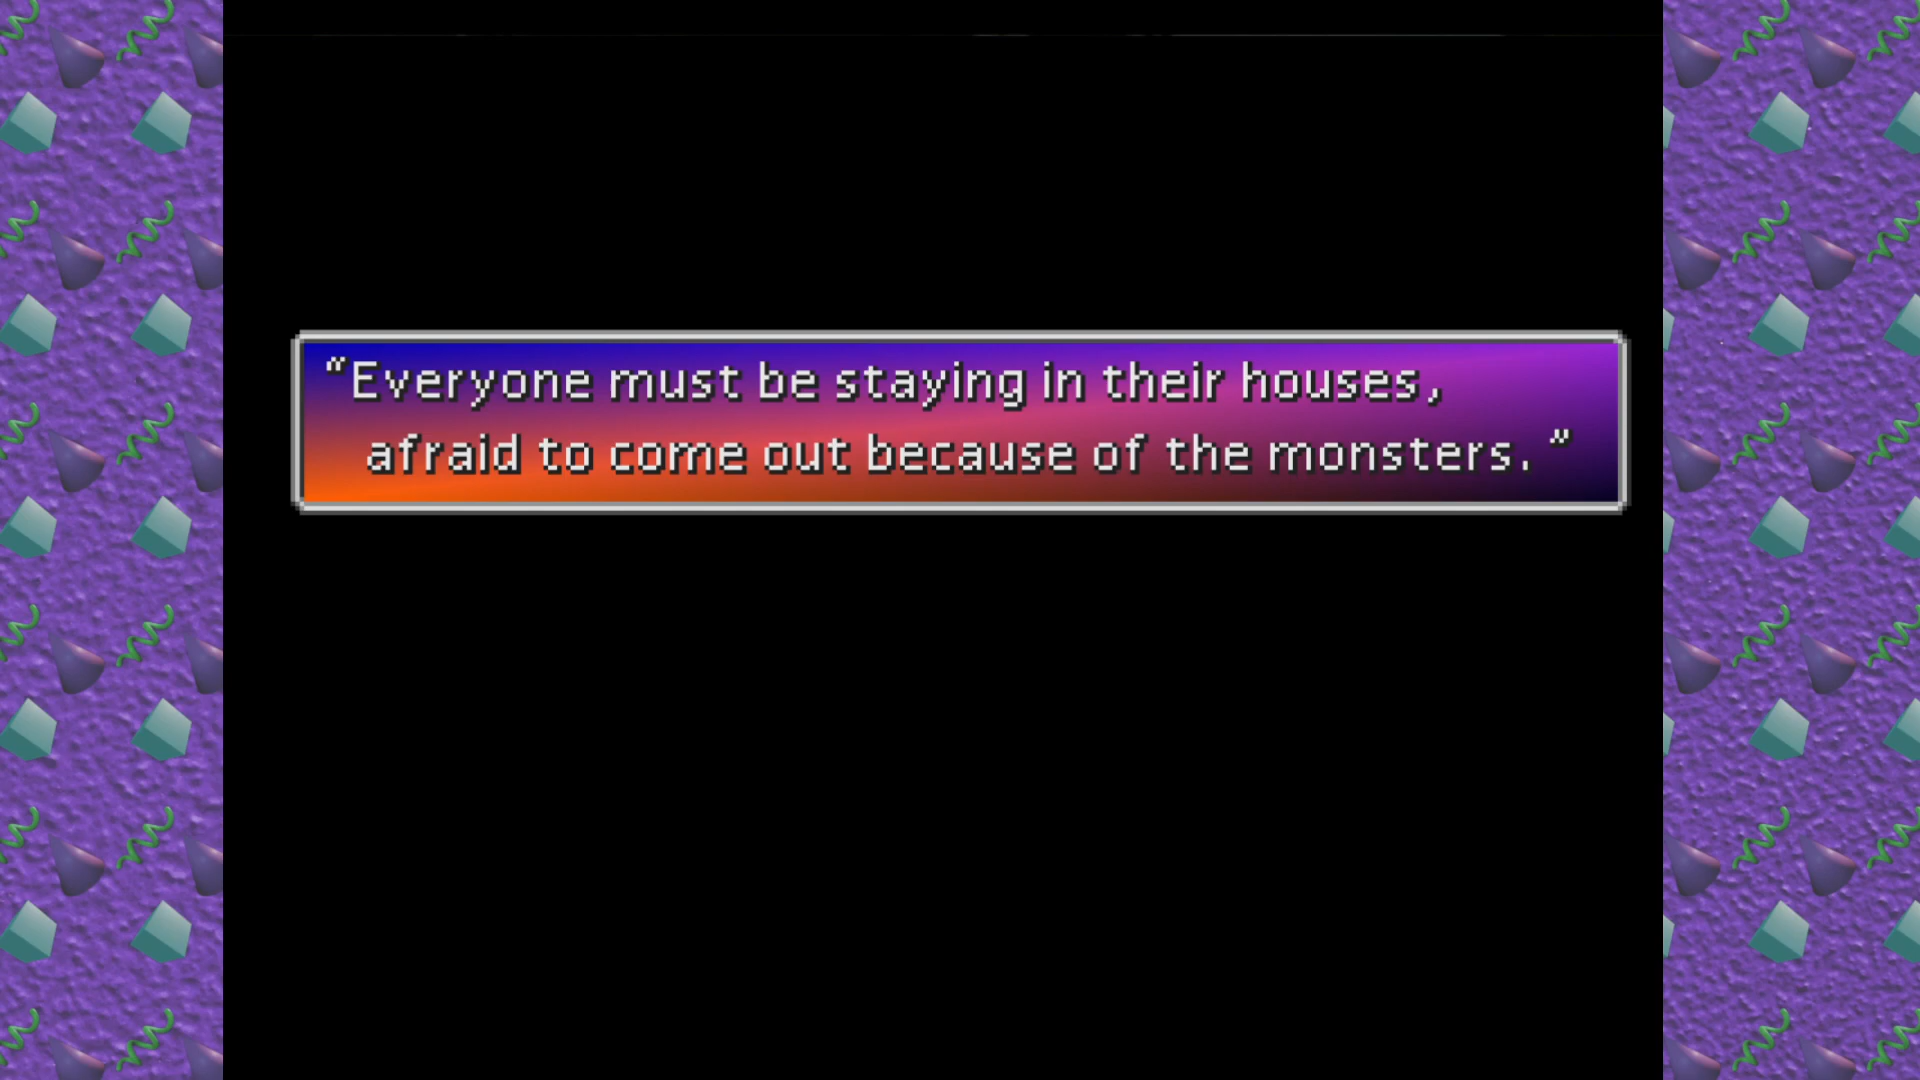 “Everyone must be staying in their houses,
afraid to come out because of the monsters.”